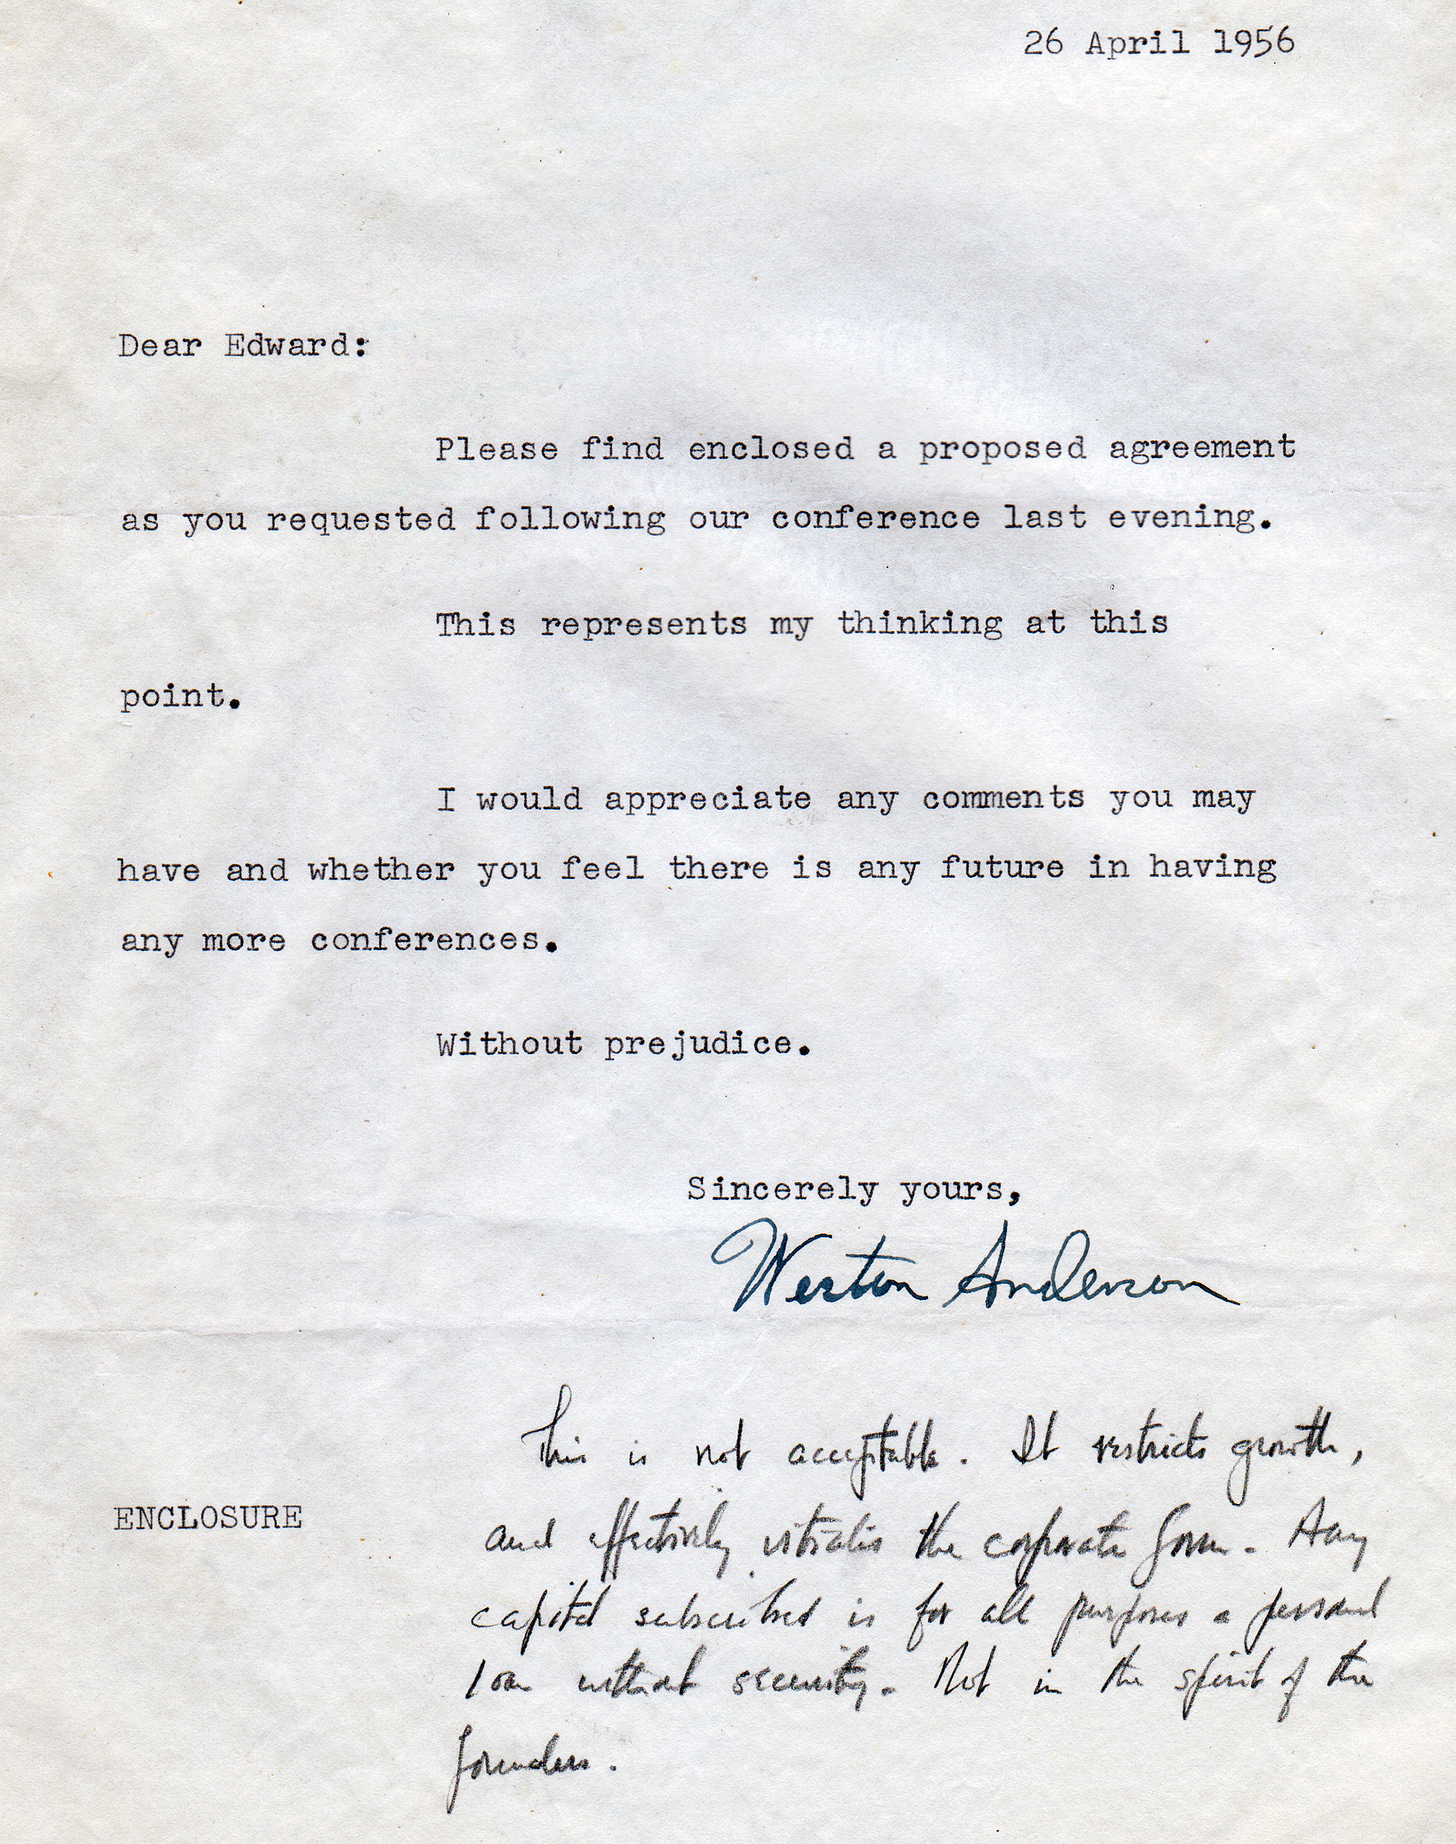 26 April 1956
Dear Edward:
Please find enclosed a proposed agreement
as you requested following our conference last evening.
This represents my thinking at this
point.
I would appreciate any comments you may
have and whether you feel there is any future in having
any more conferences.
Without prejudice.
Sincerely yours,
Weston Anderson
This is not acceptable. It restricts growth,
ENCLOSURE
and effectively vitiates the corporate form. Any
capital subscribed is for all purposes a personal
loan without security. Not in the spirit of the
founders.